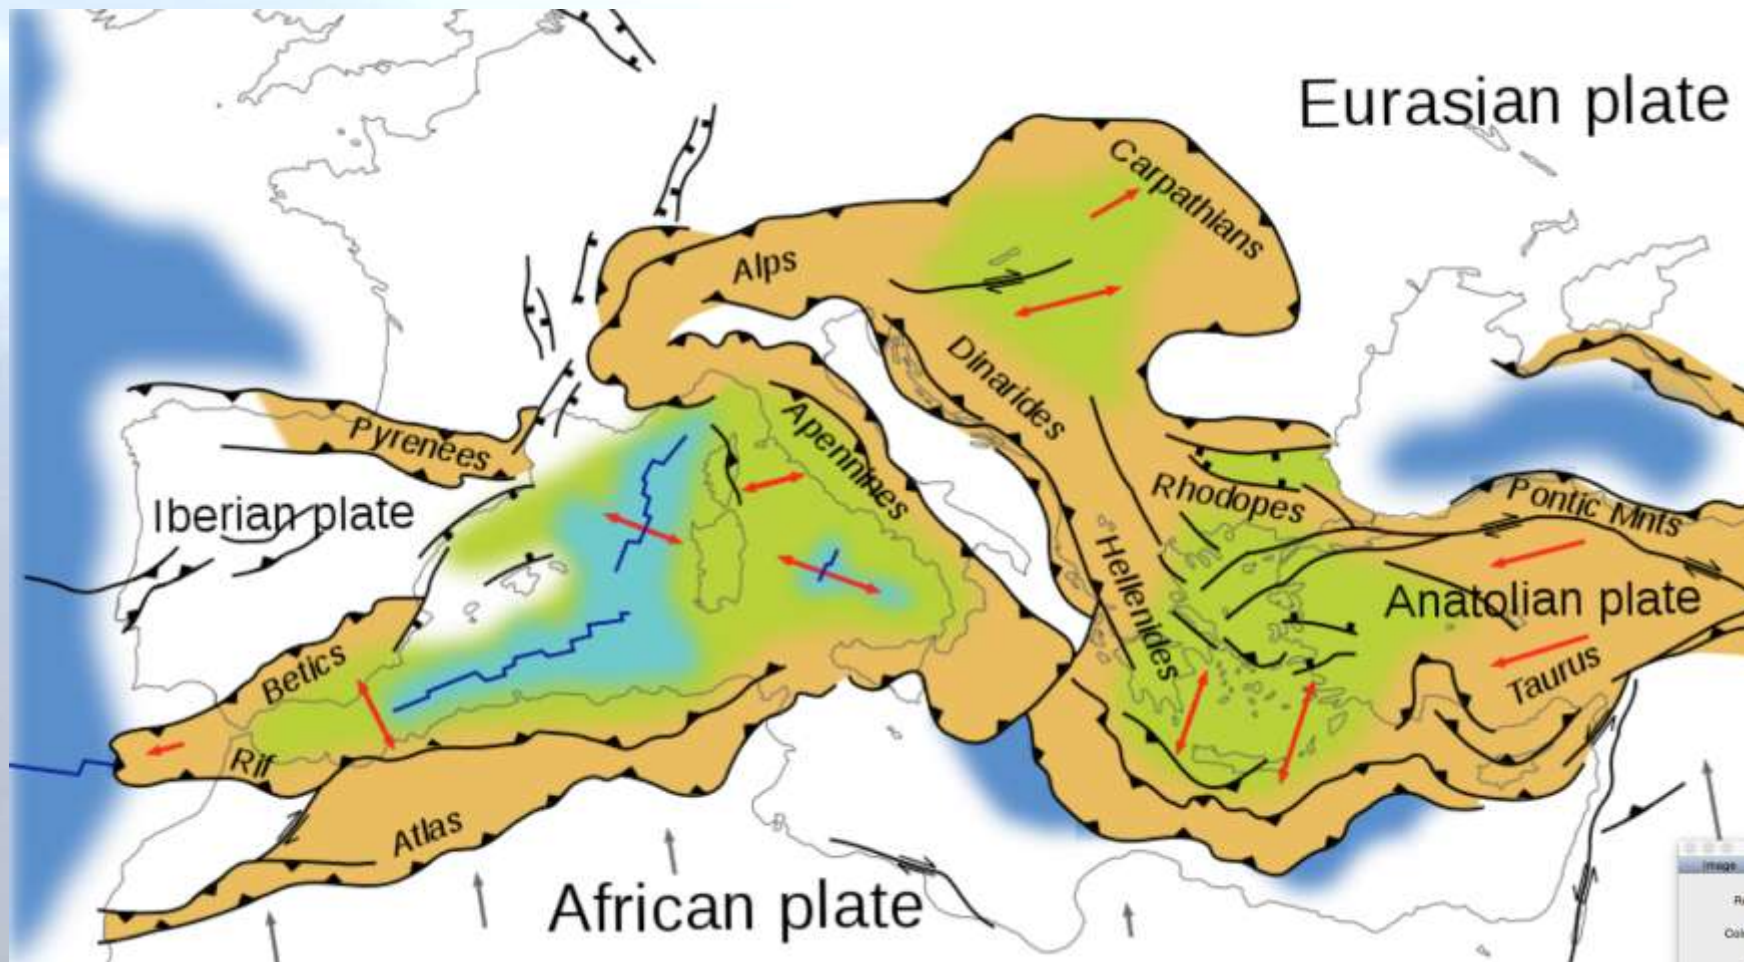 Eurasian plate
Carpathians
Alps
Dinarides
Pyrenees
Apennines
Iberian plate
Rhodopes
Pontic Mnts
Hellenides
Anatolian plate
Betics
Taurus
Rif
Atlas
African plate
Image